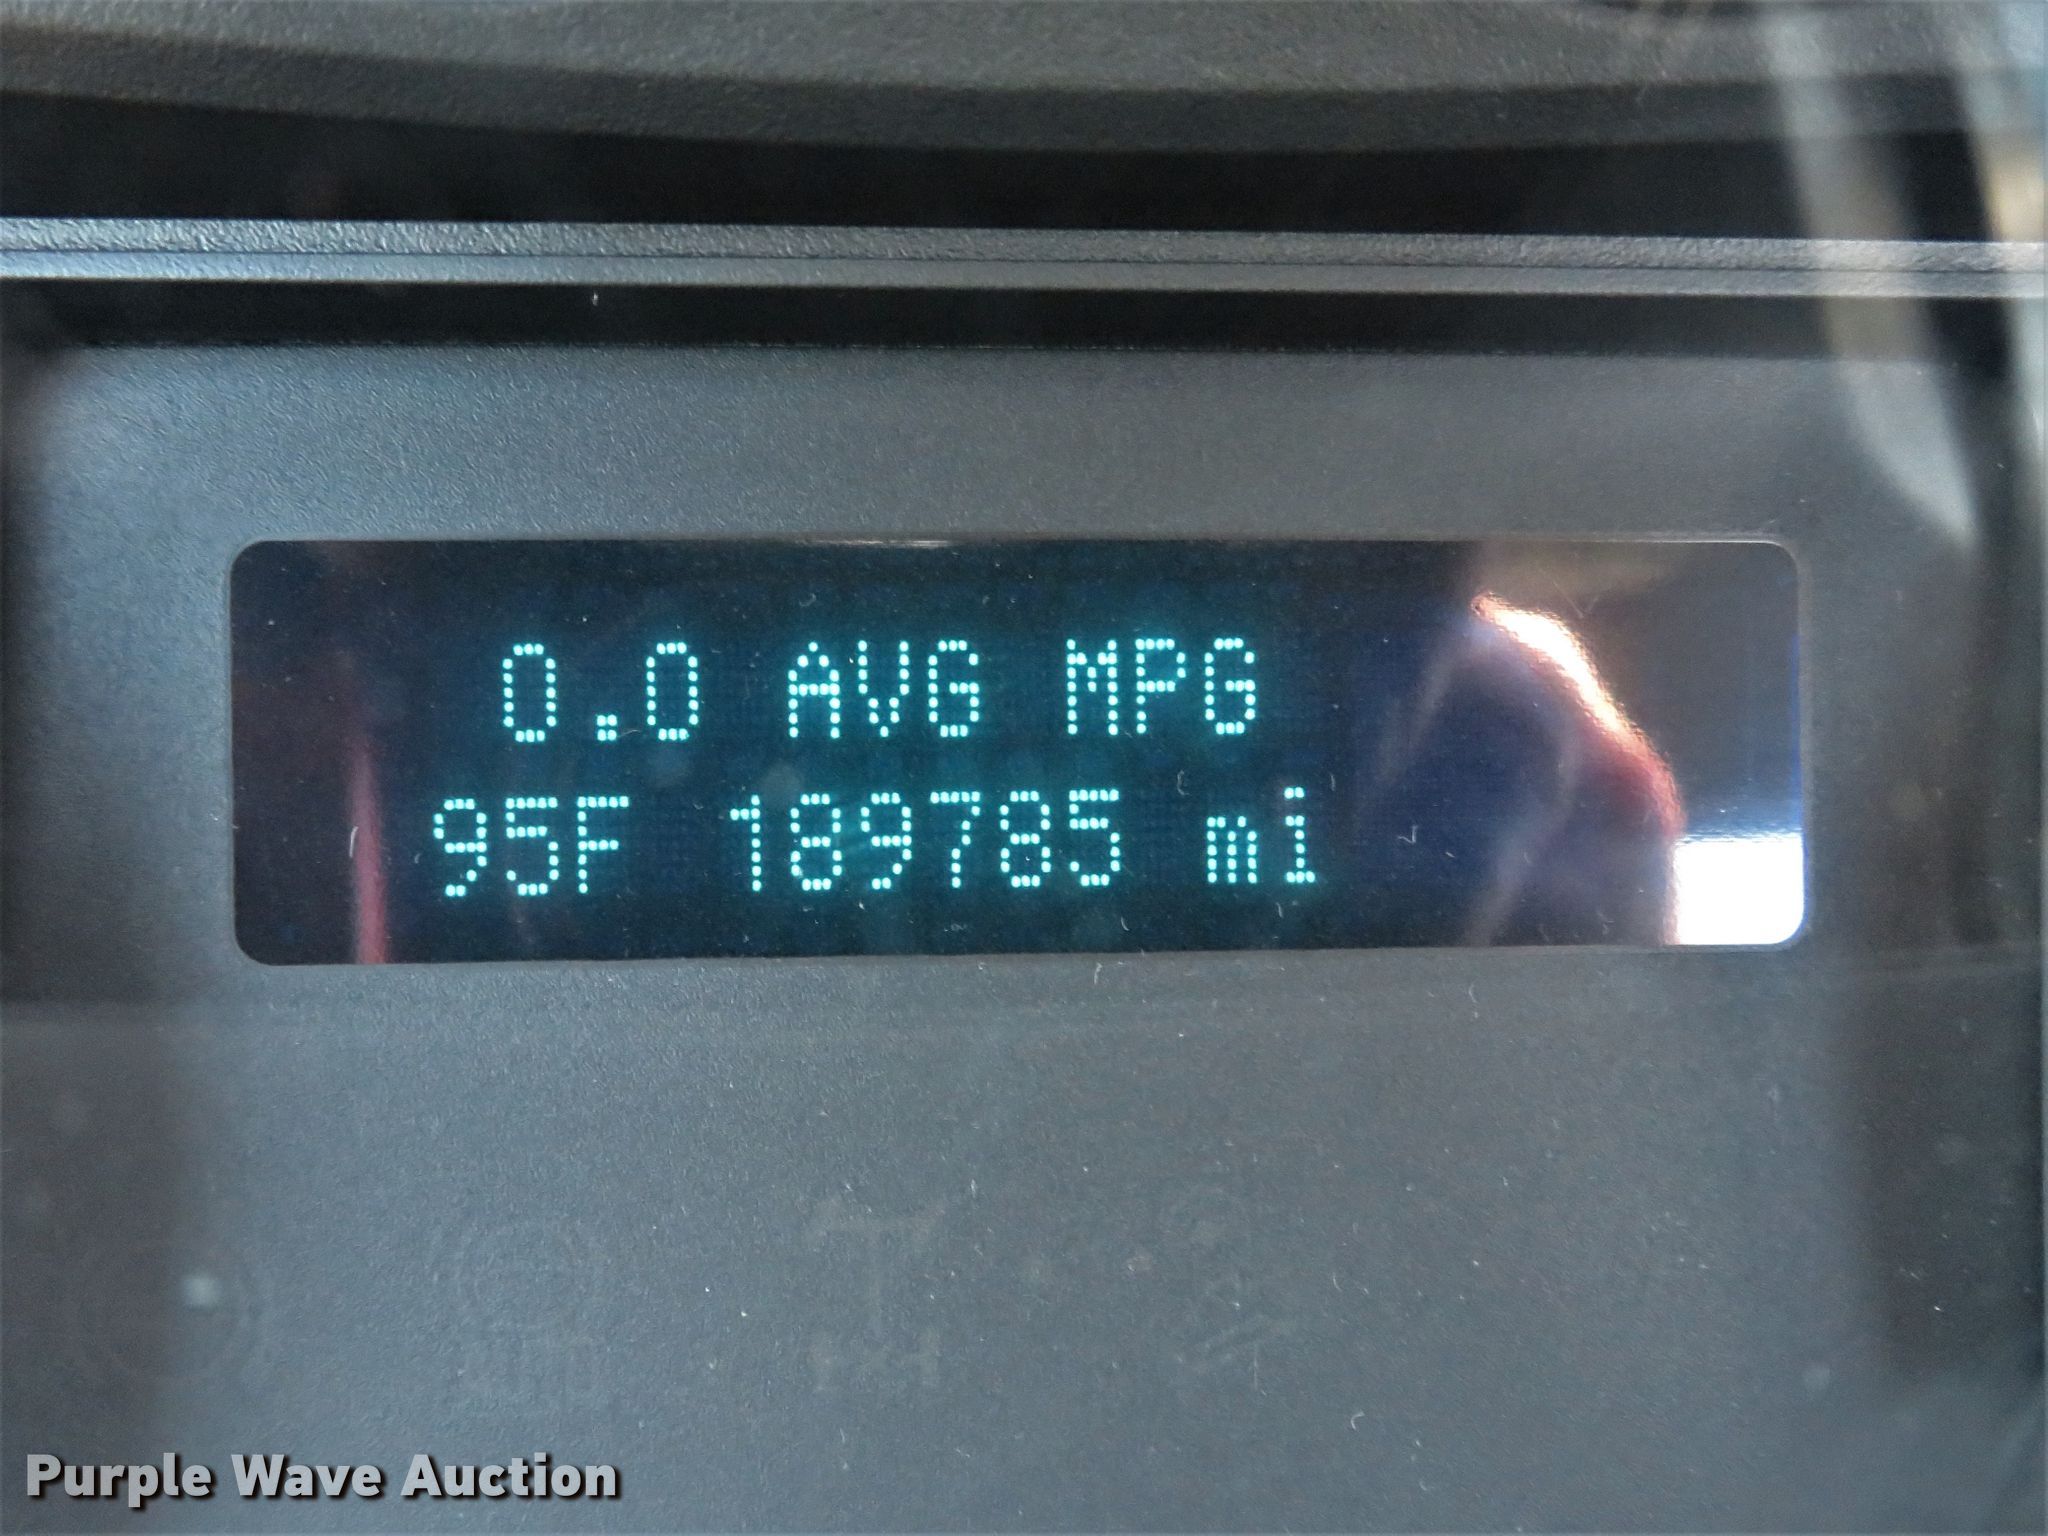 0.0 AVG MPG
95F 189785 mi
Purple Wave Auction